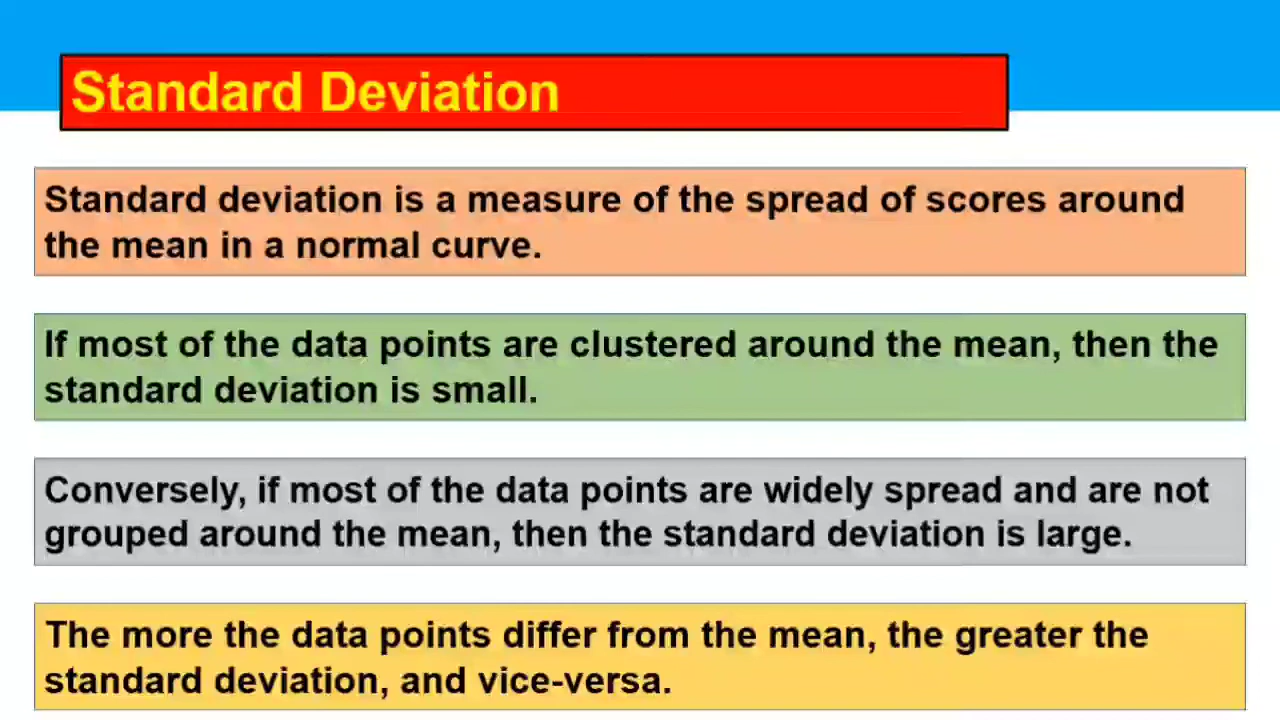 Standard Deviation
Standard deviation is a measure of the spread of scores around
the mean in a normal curve.
If most of the data points are clustered around the mean, then the
standard deviation is small.
Conversely, if most of the data points are widely spread and are not
grouped around the mean, then the standard deviation is large.
The more the data points differ from the mean, the greater the
standard deviation, and vice-versa.